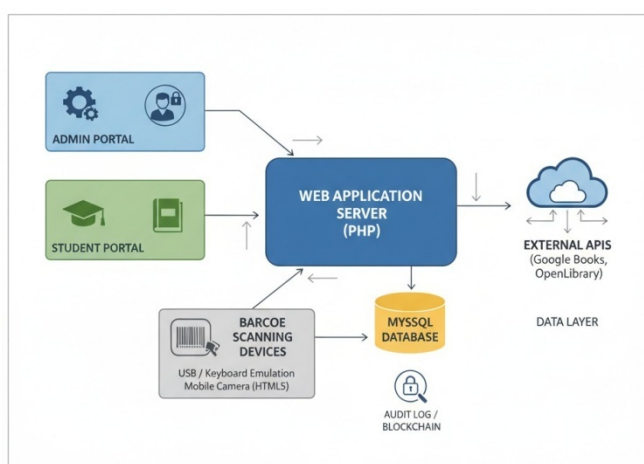 ADMIN PORTAL
STUDENT PORTAL
WEB APPLICATION
SERVER
(PHP)
EXTERNAL APIS
(Google Books,
OpenLibrary)
BARCOE
SCANNING
DEVICES
USB / Keyboard Emulation
Mobile Camera (HTML5)
MYSSQL
DATABASE
DATA LAYER
AUDIT LOG /
BLOCKCHAIN